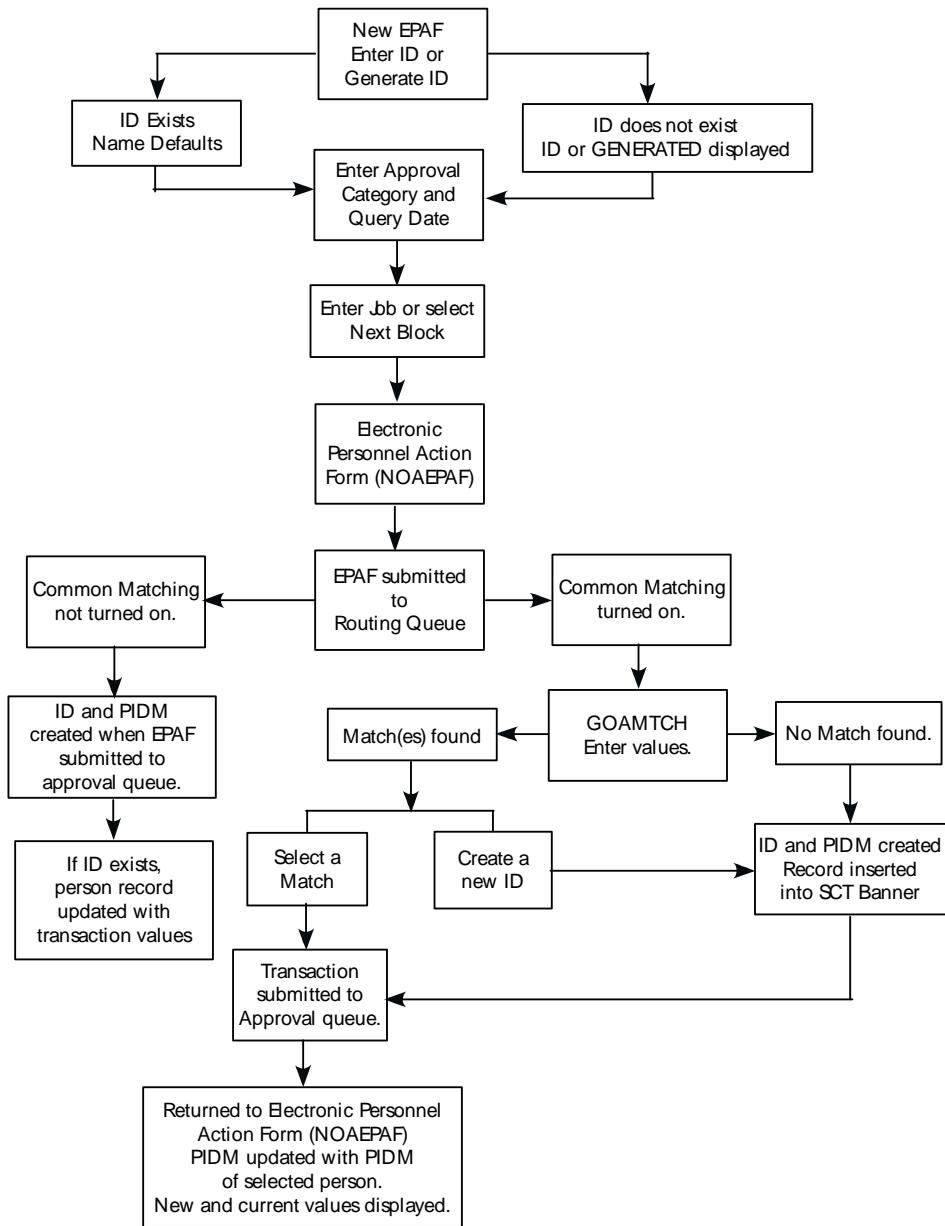 New EPAF
Enter ID or
Generate ID
ID Exists
Name Defaults
ID does not exist
ID or GENERATED displayed
Enter Approval
Category and
Query Date
Enter Job or select
Next Block
Electronic
Personnel Action
Form (NOAEPAF)
EPAF submitted
to
Routing Queue
Common Matching
not turned on.
Common Matching
turned on.
ID and PIDM
created when EPAF
submitted to
approval queue.
GOAMTCH
Enter values.
Match(es) found
No Match found.
If ID exists,
person record
updated with
transaction values
Select a
Match
Create a
new ID
ID and PIDM created
Record inserted
into SCT Banner
Transaction
submitted to
Approval queue.
Returned to Electronic Personnel
Action Form (NOAEPAF)
PIDM updated with PIDM
of selected person.
New and current values displayed.